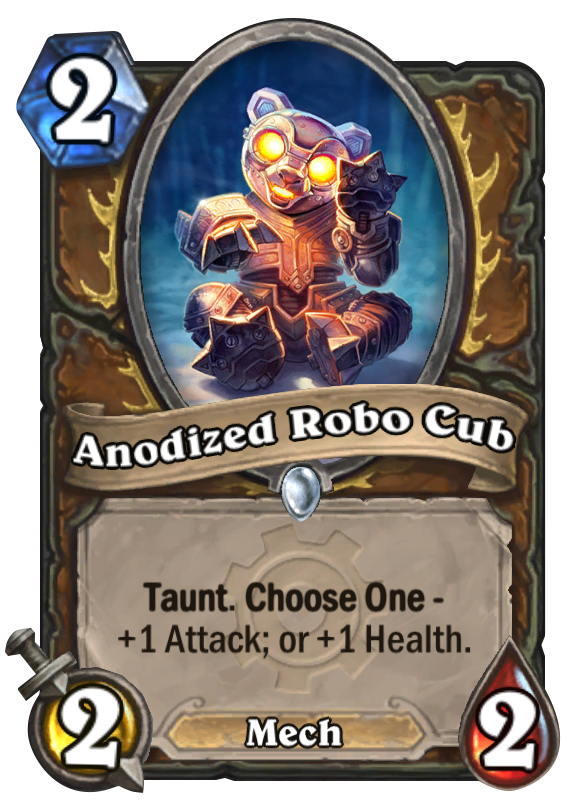 2
Anodized Robo Cub
Taunt. Choose One -
+1 Attack; or +1 Health.
2
Mech
2